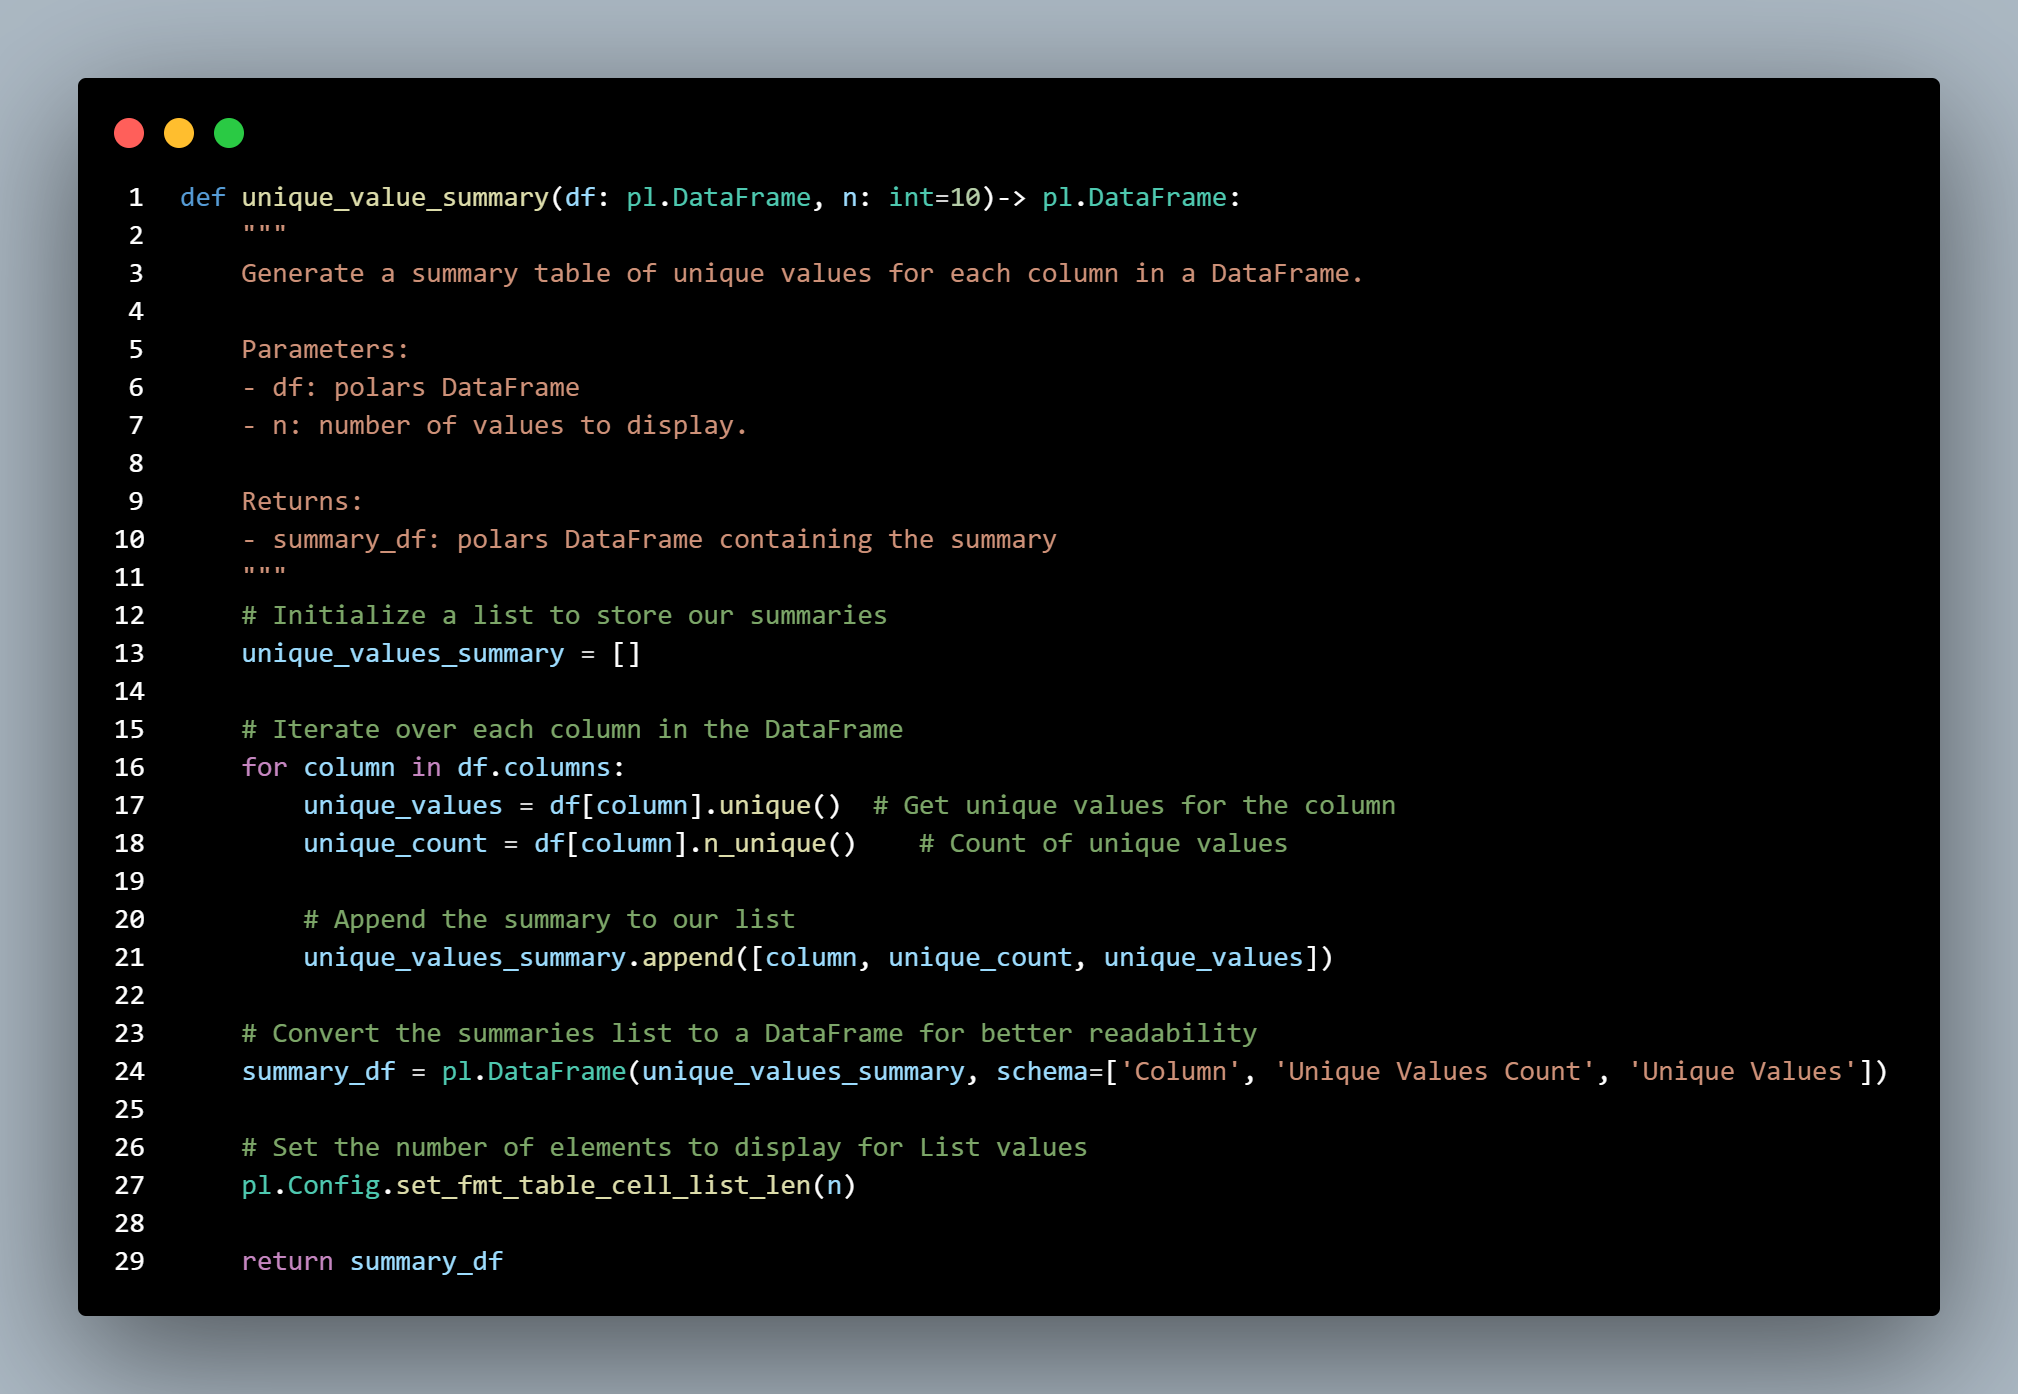 1 def unique_value_summary(df: pl.DataFrame, n: int=10)-> pl.DataFrame:
2     """
3     Generate a summary table of unique values for each column in a DataFrame.
4
5     Parameters:
6     - df: polars DataFrame
7     - n: number of values to display.
8
9     Returns:
10     - summary_df: polars DataFrame containing the summary
11     """
12     # Initialize a list to store our summaries
13     unique_values_summary = []
14
15     # Iterate over each column in the DataFrame
16     for column in df.columns:
17         unique_values = df[column].unique()  # Get unique values for the column
18         unique_count = df[column].n_unique()    # Count of unique values
19
20         # Append the summary to our list
21         unique_values_summary.append([column, unique_count, unique_values])
22
23     # Convert the summaries list to a DataFrame for better readability
24     summary_df = pl.DataFrame(unique_values_summary, schema=['Column', 'Unique Values Count', 'Unique Values'])
25
26     # Set the number of elements to display for List values
27     pl.Config.set_fmt_table_cell_list_len(n)
28
29     return summary_df